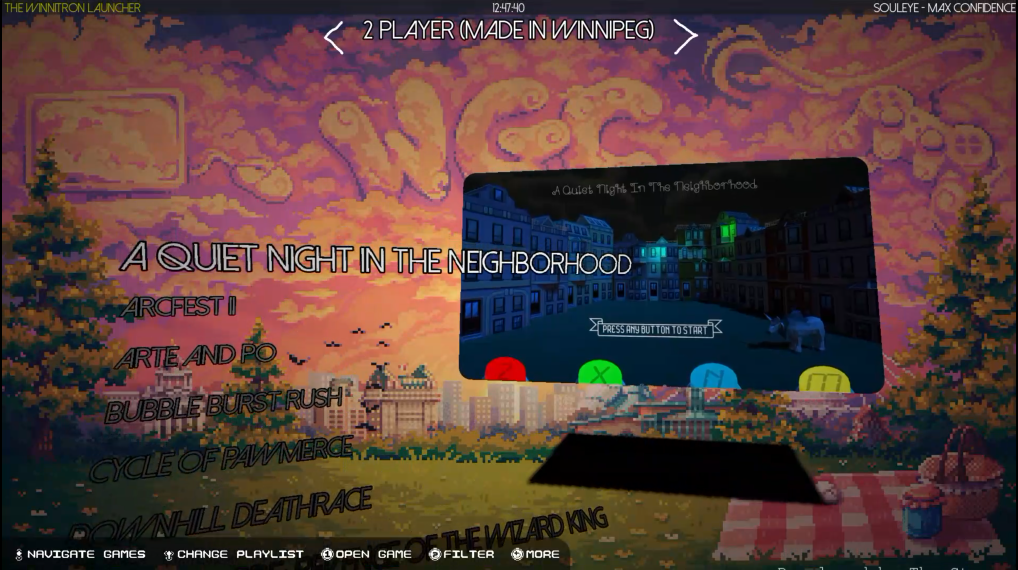 THE WINNITRON LAUNCHER
12:47:40
SOULEYE - MAX CONFIDENCE
2 PLAYER (MADE IN WINNIPEG)
WGC
A Quiet Night In The Neighborhood
A QUIET NIGHT IN THE NEIGHBORHOOD
ARCFEST II
PRESS ANY BUTTON TO START
ARTE AND PO
X N M
BUBBLE BURST RUSH
CYCLE OF PAWMERCE
DOWNHILL DEATHRACE
OF THE WIZARD KING
NAVIGATE GAMES CHANGE PLAYLIST OPEN GAME FILTER MORE